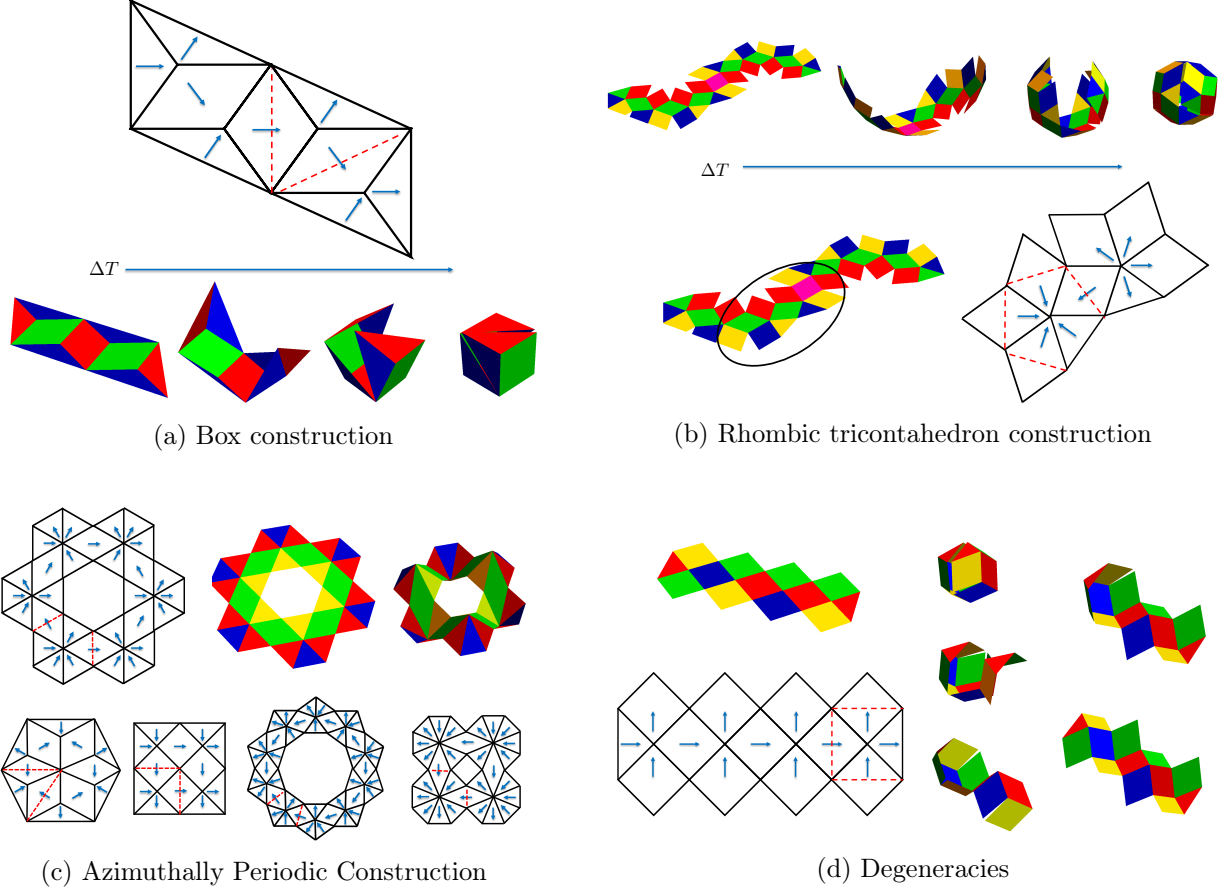 ΔT
(a) Box construction
ΔT
(b) Rhombic tricontahedron construction
(c) Azimuthally Periodic Construction
(d) Degeneracies